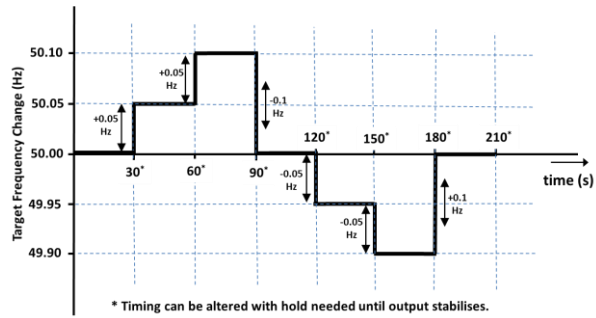 Target Frequency Change (Hz)
50.10
50.05
50.00
49.95
49.90
+0.05
Hz
+0.05
Hz
-0.1
Hz
30*
60*
90*
120*
150*
180*
210*
-0.05
Hz
-0.05
Hz
+0.1
Hz
time (s)
* Timing can be altered with hold needed until output stabilises.